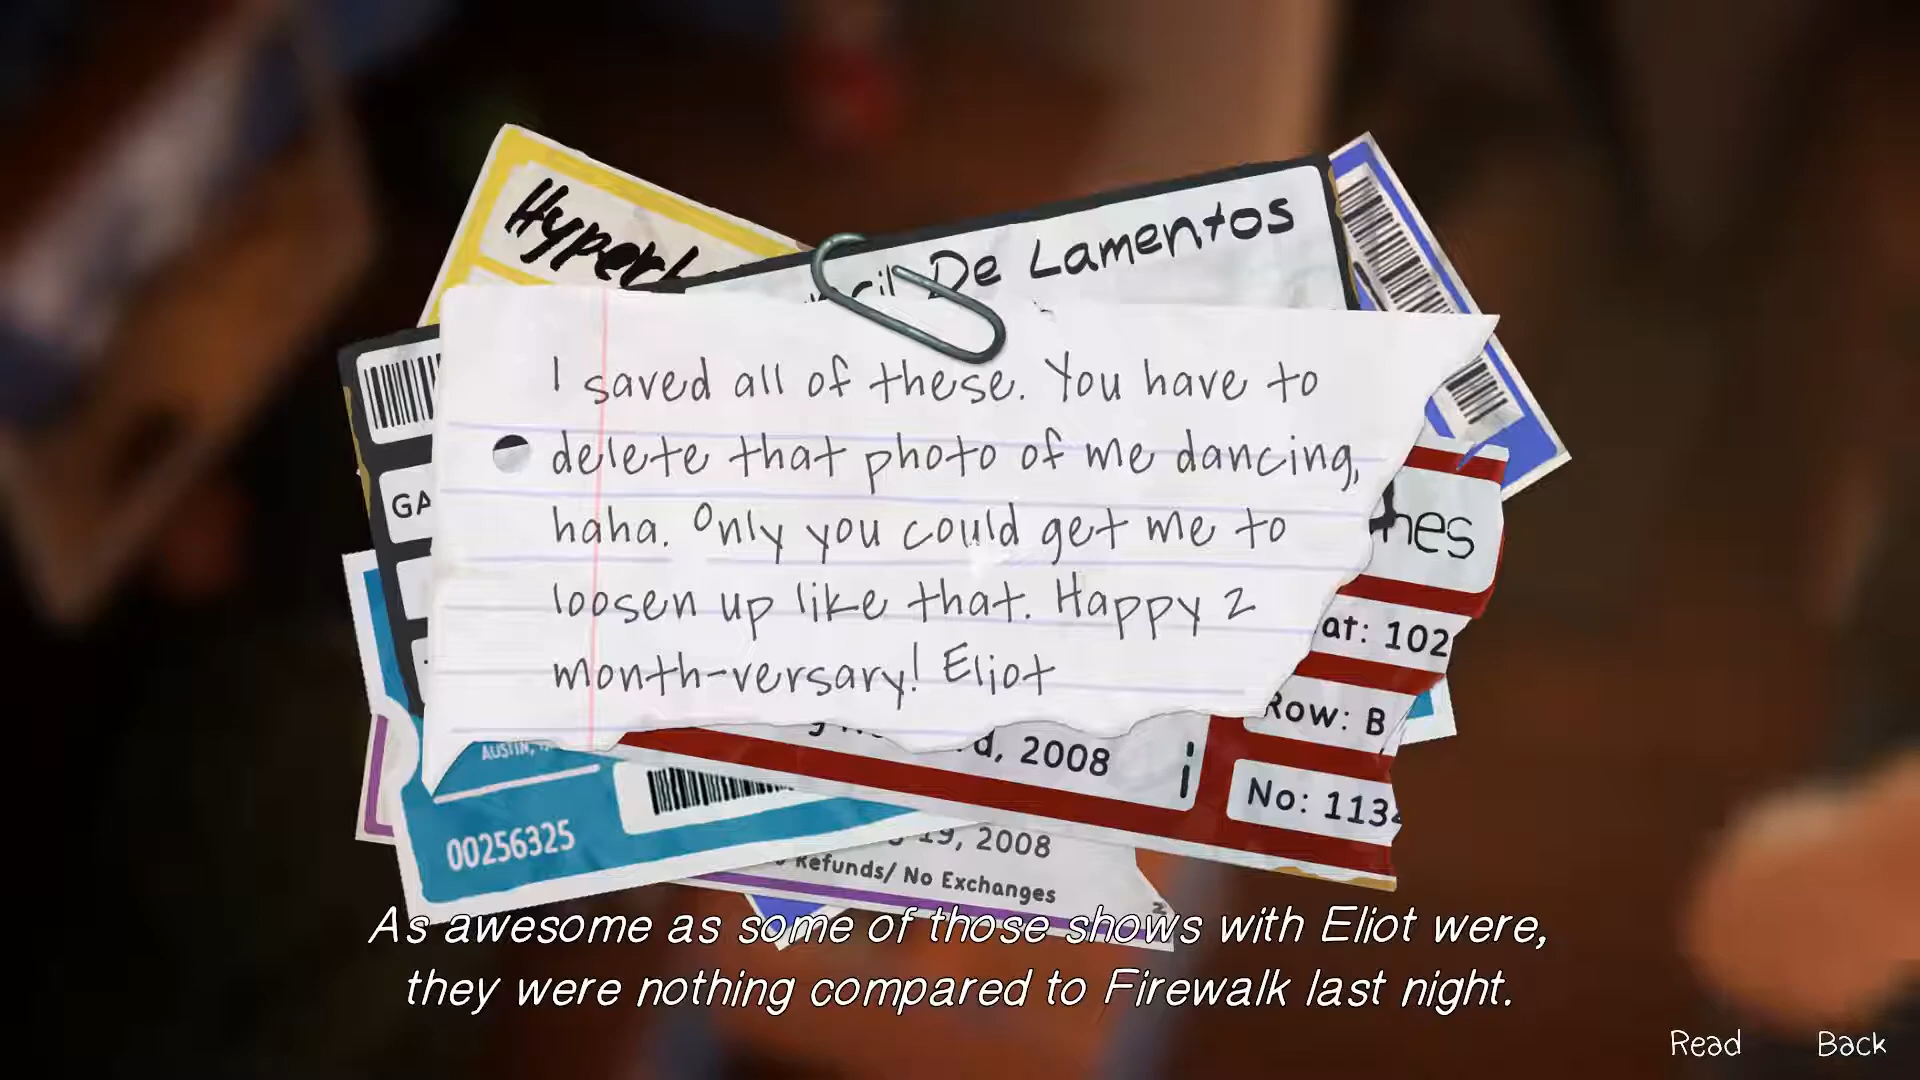 De Lamentos
GA
I saved all of these. You have to
delete that photo of me dancing,
haha. Only you could get me to
loosen up like that. Happy 2
month-versary! Eliot
at: 102
Row: B
No: 113
AUSTIN,
2008
00256325
19, 2008
Refunds/ No Exchanges
As awesome as some of those shows with Eliot were,
they were nothing compared to Firewalk last night.
Read
Back